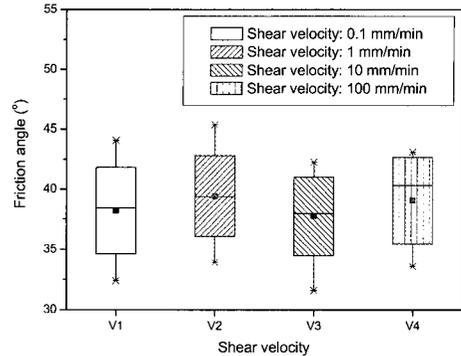 55
50
45
40
35
30
Friction angle (°)
Shear velocity: 0.1 mm/min
Shear velocity: 1 mm/min
Shear velocity: 10 mm/min
Shear velocity: 100 mm/min
V1 V2 V3 V4
Shear velocity